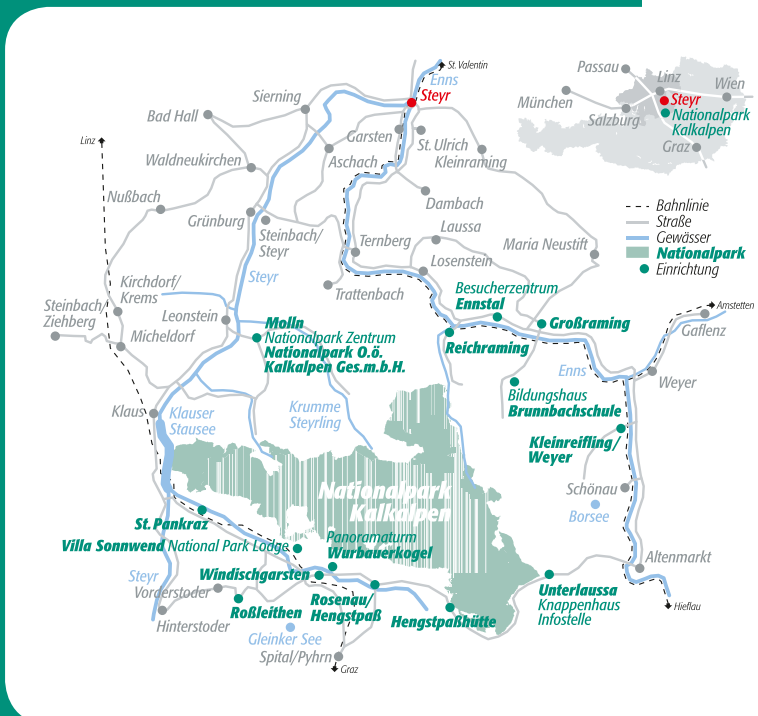 St. Valentin
Enns
Steyr
Sierning
Bad Hall
Garsten
St. Ulrich
Kleinraming
Linz
Aschach
Waldneukirchen
Dambach
Nußbach
Grünburg
Laussa
Steinbach/
Steyr
Ternberg
Maria Neustift
Losenstein
Steyr
Kirchdorf/
Krems
Trattenbach
Besucherzentrum
Ennstal
Steinbach/
Ziehberg
Leonstein
Micheldorf
Molln
Nationalpark Zentrum
Nationalpark O.ö.
Kalkalpen Ges.m.b.H.
Großraming
Reichraming
Amstetten
Gaflenz
Enns
Weyer
Bildungshaus
Brunnbachschule
Klaus
Klauser
Stausee
Krumme
Steyrling
Kleinreifling/
Weyer
Nationalpark
Kalkalpen
Schönau
Borsee
St. Pankraz
Villa Sonnwend National Park Lodge
Panoramaturm
Wurbauerkogel
Altenmarkt
Steyr
Windischgarsten
Vorderstoder
Roßleithen
Rosenau/
Hengstpaß
Hengstpaßhütte
Unterlaussa
Knappenhaus
Infostelle
Hieflau
Hinterstoder
Gleinker See
Spital/Pyhrn
Graz
Passau
Linz
Wien
München
Steyr
Salzburg
Nationalpark
Kalkalpen
Graz
Bahnlinie
Straße
Gewässer
Nationalpark
Einrichtung